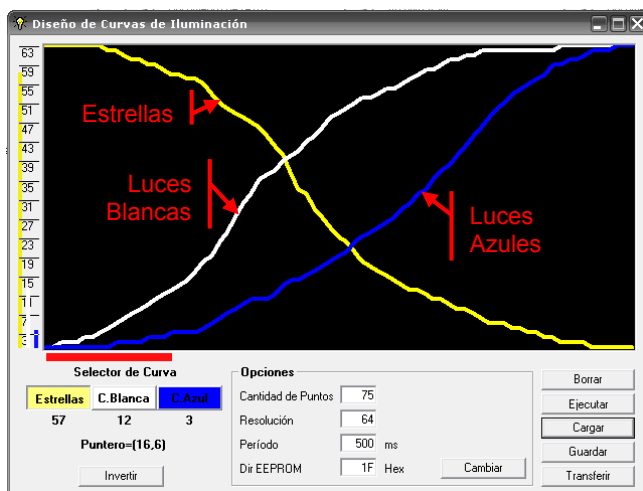 Diseño de Curvas de Iluminación
63
59
55
51
47
43
39
35
31
27
23
19
15
11
7
3
Estrellas
Luces
Blancas
Luces
Azules
Selector de Curva
Estrellas C.Blanca C.Azul
57 12 3
Puntero=(16,6)
Invertir
Opciones
Cantidad de Puntos 75
Resolución 64
Período 500 ms
Dir EEPROM 1F Hex Cambiar
Borrar
Ejecutar
Cargar
Guardar
Transferir